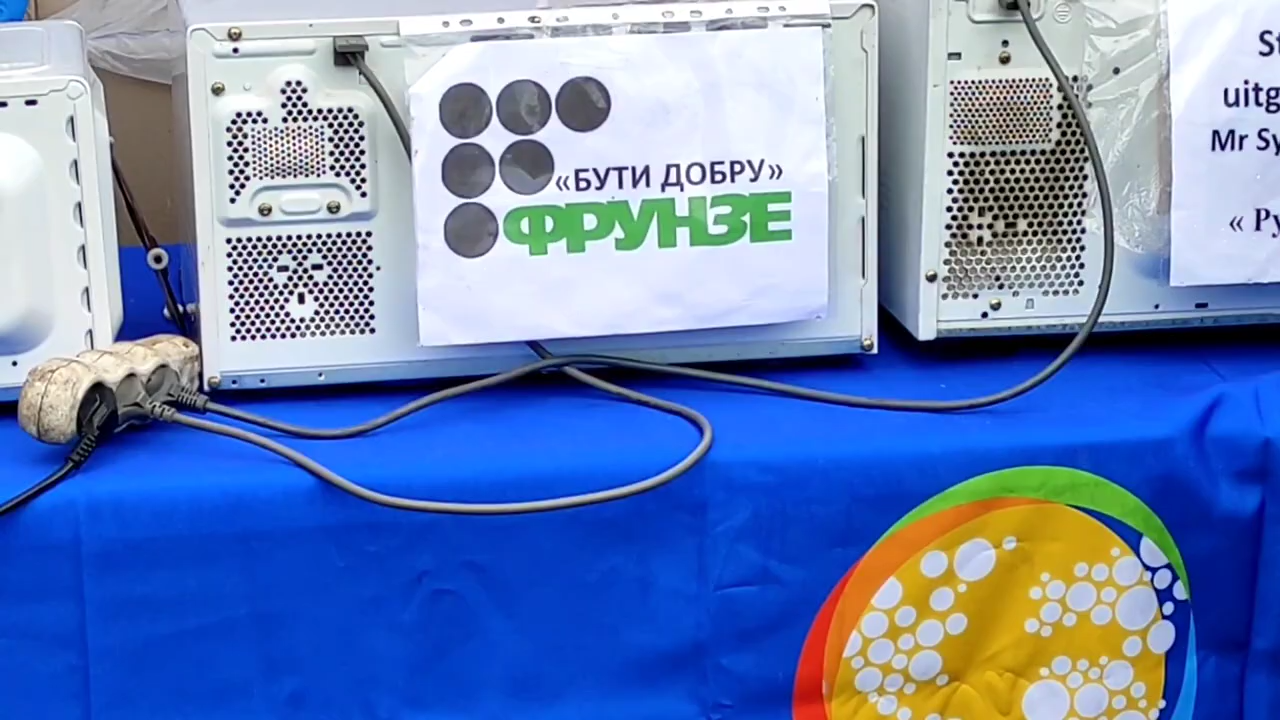 «БУТИ ДОБРУ»
ФРУНЗЕ
St
uitg
Mr Sy
« Ру